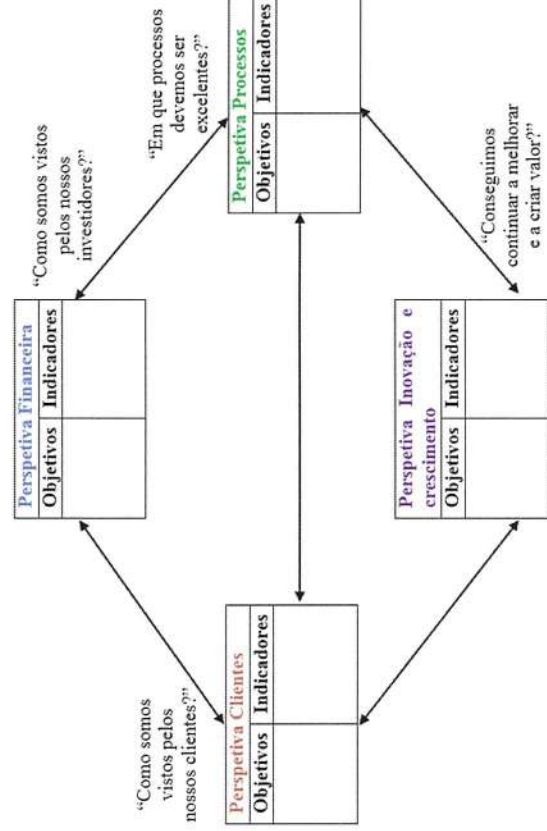 “Como somos vistos
pelos nossos
investidores?”
Perspetiva Financeira
Objetivos Indicadores
“Como somos
vistos pelos
nossos clientes?”
Perspetiva Clientes
Objetivos Indicadores
“Em que processos
devemos ser
excelentes?”
Perspetiva Processos
Objetivos Indicadores
Perspetiva Inovação e
crescimento
Objetivos Indicadores
“Conseguimos
continuar a melhorar
e a criar valor?”